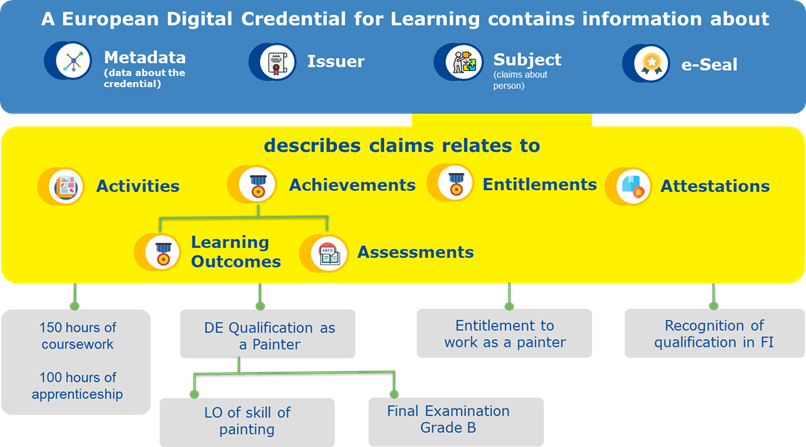 A European Digital Credential for Learning contains information about
Metadata
(data about the
credential)
Issuer
Subject
(claims about
person)
e-Seal
describes claims relates to
Activities
Achievements
Entitlements
Attestations
Learning
Outcomes
ABCD
Assessments
150 hours of
coursework
100 hours of
apprenticeship
DE Qualification as
a Painter
Entitlement to
work as a painter
Recognition of
qualification in FI
LO of skill of
painting
Final Examination
Grade B